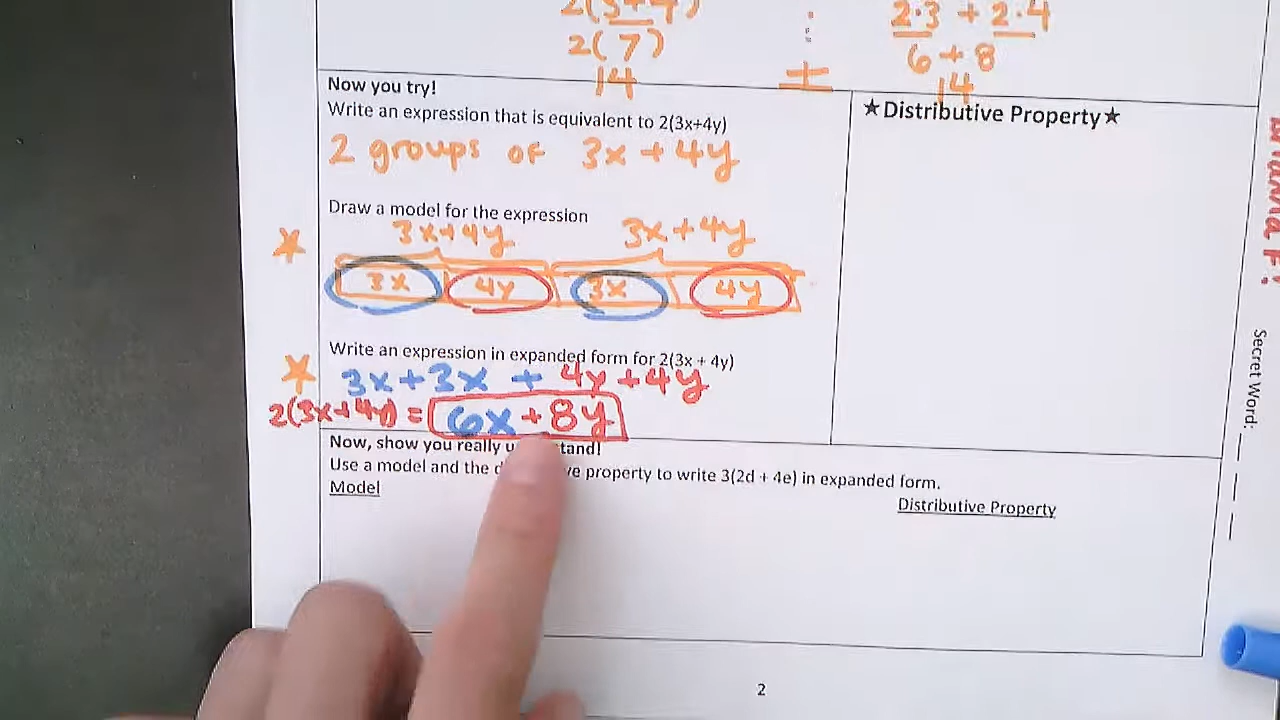 2(3+4)
2(7)
14
=
2.3 + 2.4
6 + 8
14
Now you try!
Write an expression that is equivalent to 2(3x+4y)
2 groups of 3x + 4y
Draw a model for the expression
3x+4y 3x+4y
3x 4y 3x 4y
Write an expression in expanded form for 2(3x + 4y)
3x+3x + 4y+4y
2(3x+4y) = 6x+8y
★Distributive Property★
Now, show you really understand!
Use a model and the property to write 3(2d + 4e) in expanded form.
Model
Distributive Property
2
Secret Word: _ _ _ _